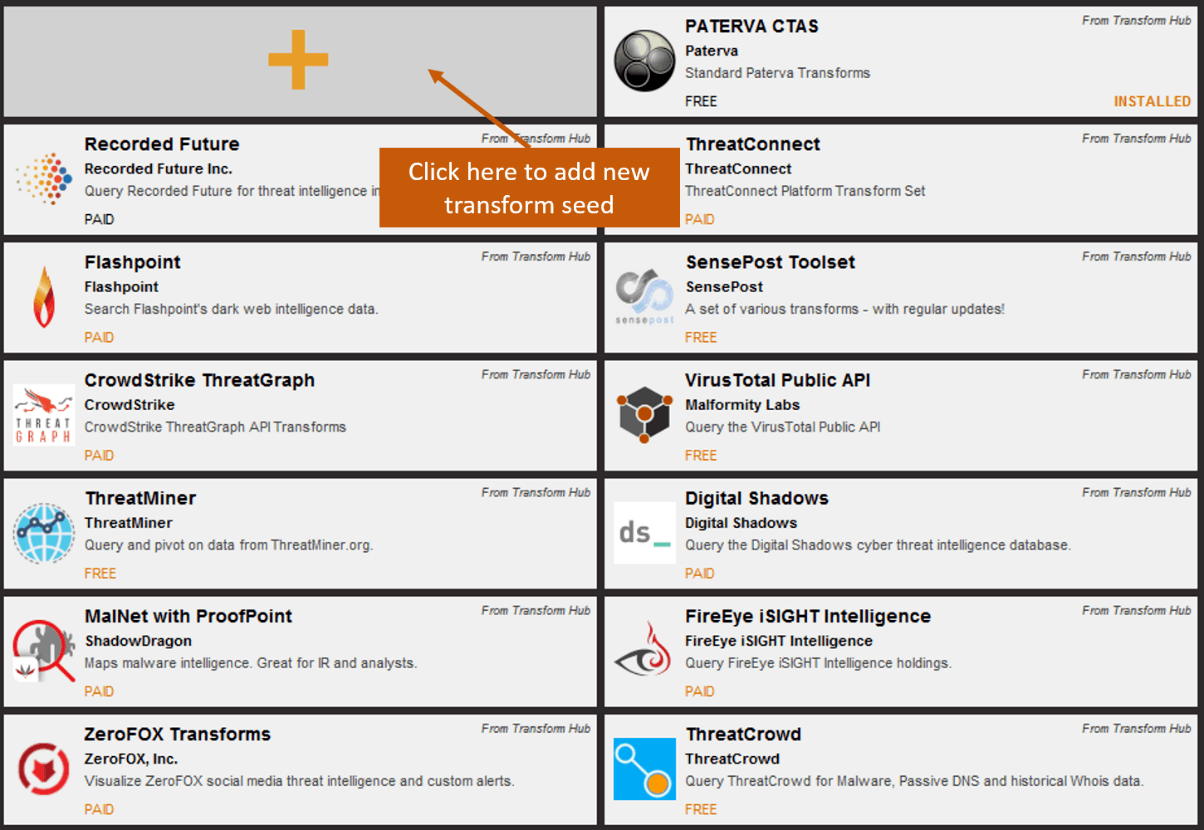 PATERVA CTAS
From Transform Hub
Paterva
Standard Paterva Transforms
FREE
INSTALLED
Recorded Future
From Transform Hub
Recorded Future Inc.
Query Recorded Future for threat intelligence
PAID
Click here to add new
transform seed
ThreatConnect
From Transform Hub
ThreatConnect
ThreatConnect Platform Transform Set
PAID
Flashpoint
From Transform Hub
Flashpoint
Search Flashpoint's dark web intelligence data.
PAID
SensePost Toolset
From Transform Hub
SensePost
A set of various transforms - with regular updates!
FREE
sensepost
CrowdStrike ThreatGraph
From Transform Hub
CrowdStrike
CrowdStrike ThreatGraph API Transforms
PAID
THREAT
GRAPH
VirusTotal Public API
From Transform Hub
Malformity Labs
Query the VirusTotal Public API
FREE
ThreatMiner
From Transform Hub
ThreatMiner
Query and pivot on data from ThreatMiner.org.
FREE
Digital Shadows
From Transform Hub
Digital Shadows
ds_
Query the Digital Shadows cyber threat intelligence database.
PAID
MalNet with ProofPoint
From Transform Hub
ShadowDragon
Maps malware intelligence. Great for IR and analysts.
PAID
FireEye iSIGHT Intelligence
From Transform Hub
FireEye iSIGHT Intelligence
Query FireEye iSIGHT Intelligence holdings.
PAID
ZeroFOX Transforms
From Transform Hub
ZeroFOX, Inc.
Visualize ZeroFOX social media threat intelligence and custom alerts.
PAID
ThreatCrowd
From Transform Hub
ThreatCrowd
Query ThreatCrowd for Malware, Passive DNS and historical Whois data.
FREE